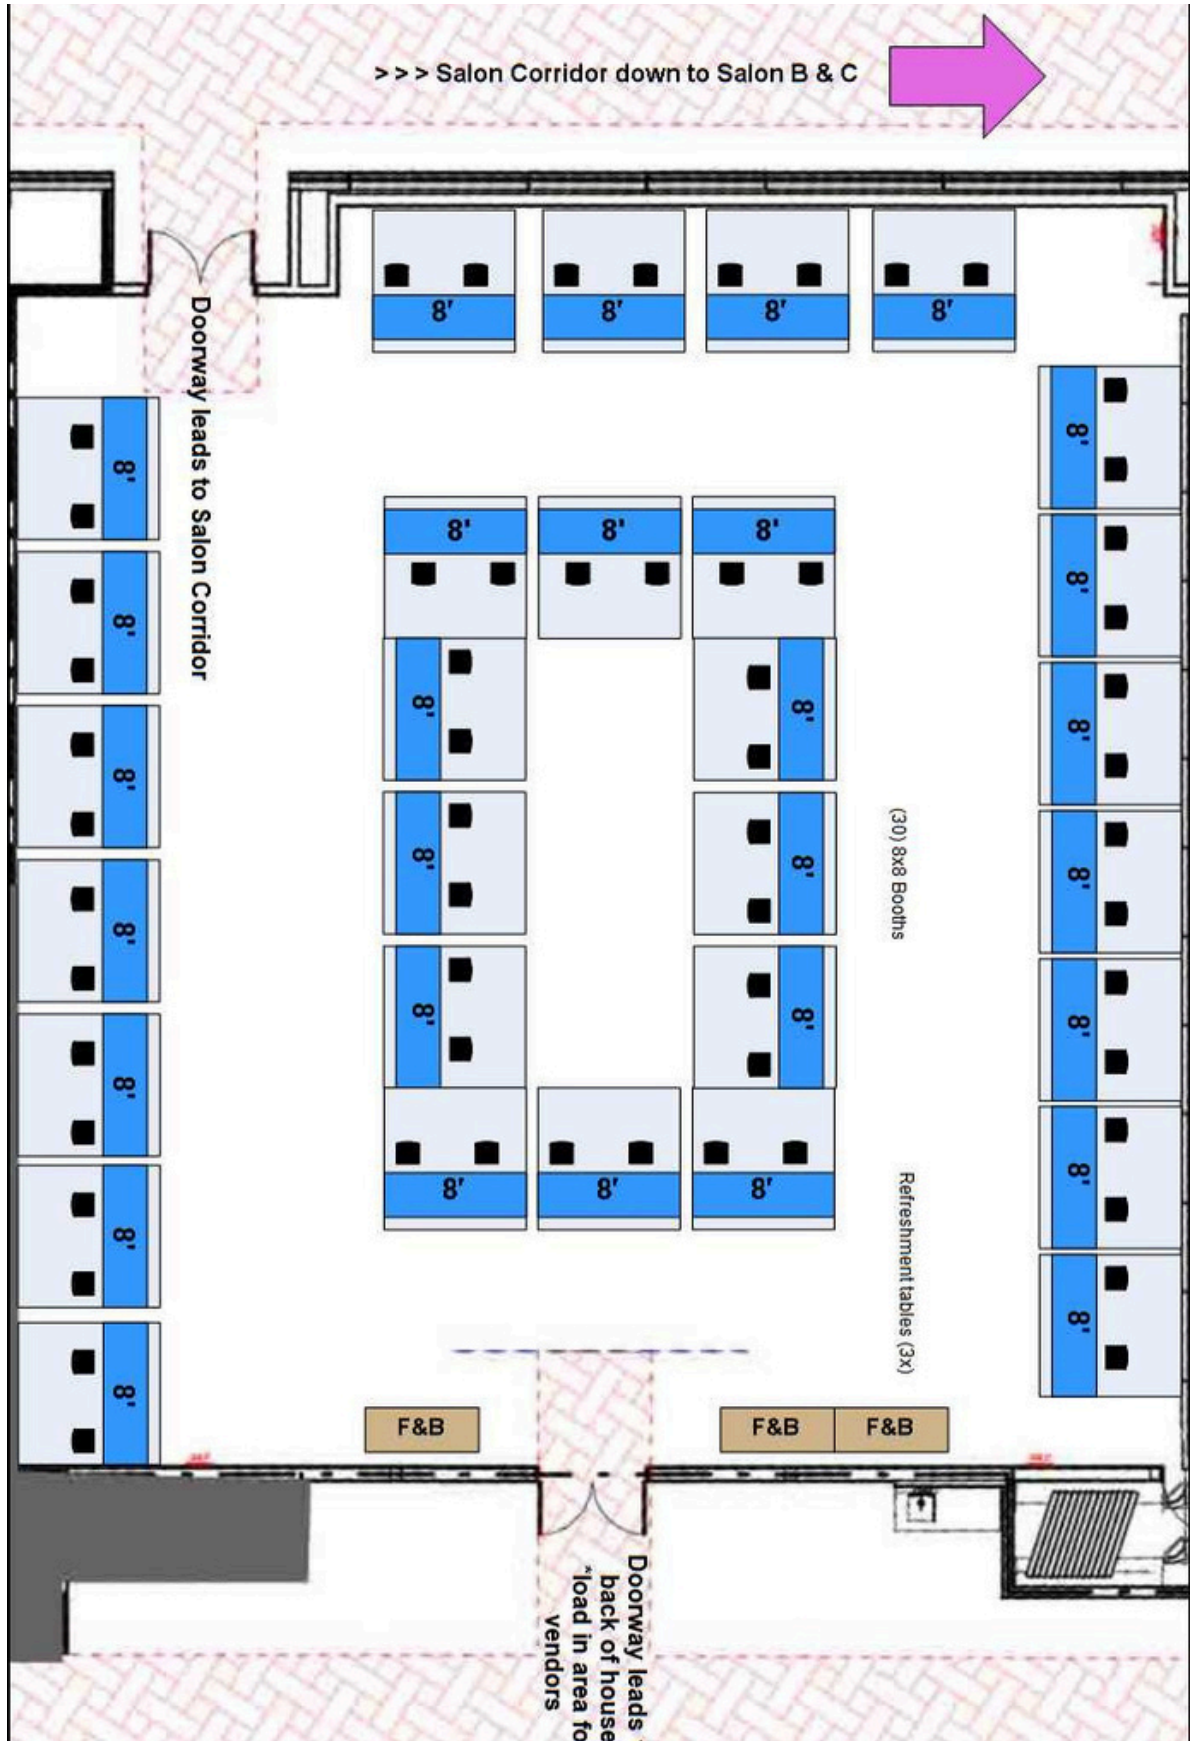 > > > Salon Corridor down to Salon B & C
8' 8' 8' 8'
Doorway leads to Salon Corridor
8'
8'
8'
8'
8'
8'
8'
8' 8' 8'
8' 8'
8' 8'
8' 8'
8' 8' 8'
8'
8'
8'
8'
8'
8'
8'
(30) 8x8 Booths
Refreshment tables (3x)
F&B F&B F&B
Doorway leads
back of house
*load in area fo
vendors